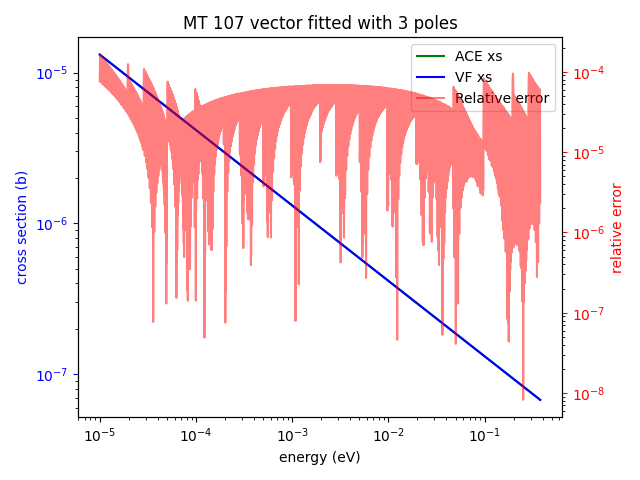 MT 107 vector fitted with 3 poles
ACE xs
VF xs
Relative error
cross section (b)
10⁻⁵
10⁻⁶
10⁻⁷
relative error
10⁻⁴
10⁻⁵
10⁻⁶
10⁻⁷
10⁻⁸
10⁻⁵ 10⁻⁴ 10⁻³ 10⁻² 10⁻¹
energy (eV)